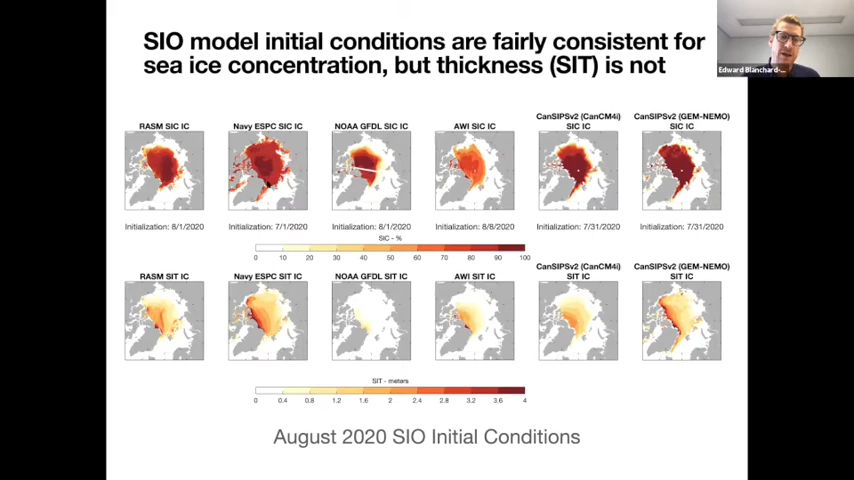 SIO model initial conditions are fairly consistent for
sea ice concentration, but thickness (SIT) is not
Edward Blanchard-...
RASM SIC IC
Navy ESPC SIC IC
NOAA GFDL SIC IC
AWI SIC IC
CanSIPSv2 (CanCM4i)
SIC IC
CanSIPSv2 (GEM-NEMO)
SIC IC
Initialization: 8/1/2020
Initialization: 7/1/2020
Initialization: 8/1/2020
Initialization: 8/8/2020
Initialization: 7/31/2020
Initialization: 7/31/2020
SIC - %
0 10 20 30 40 50 60 70 80 90 100
RASM SIT IC
Navy ESPC SIT IC
NOAA GFDL SIT IC
AWI SIT IC
CanSIPSv2 (CanCM4i)
SIT IC
CanSIPSv2 (GEM-NEMO)
SIT IC
SIT - meters
0 0.4 0.8 1.2 1.6 2 2.4 2.8 3.2 3.6 4
August 2020 SIO Initial Conditions